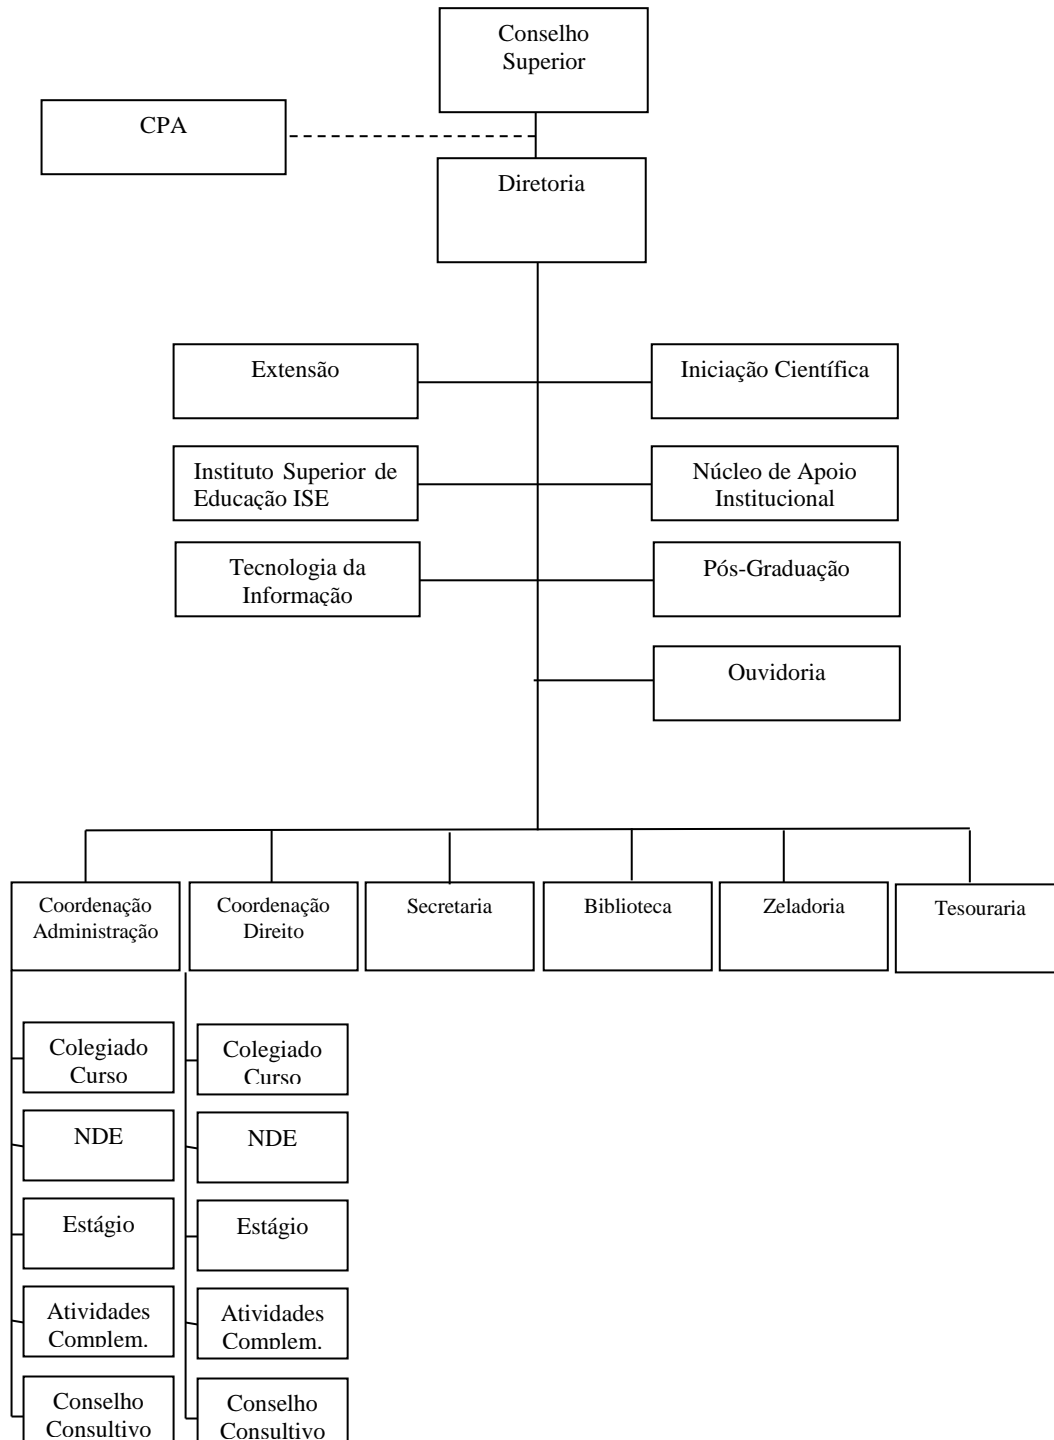 Conselho
Superior
CPA
Diretoria
Extensão
Iniciação Científica
Instituto Superior de
Educação ISE
Núcleo de Apoio
Institucional
Tecnologia da
Informação
Pós-Graduação
Ouvidoria
Coordenação
Administração
Coordenação
Direito
Secretaria
Biblioteca
Zeladoria
Tesouraria
Colegiado
Curso
NDE
Estágio
Atividades
Complem.
Conselho
Consultivo
Colegiado
Curso
NDE
Estágio
Atividades
Complem.
Conselho
Consultivo